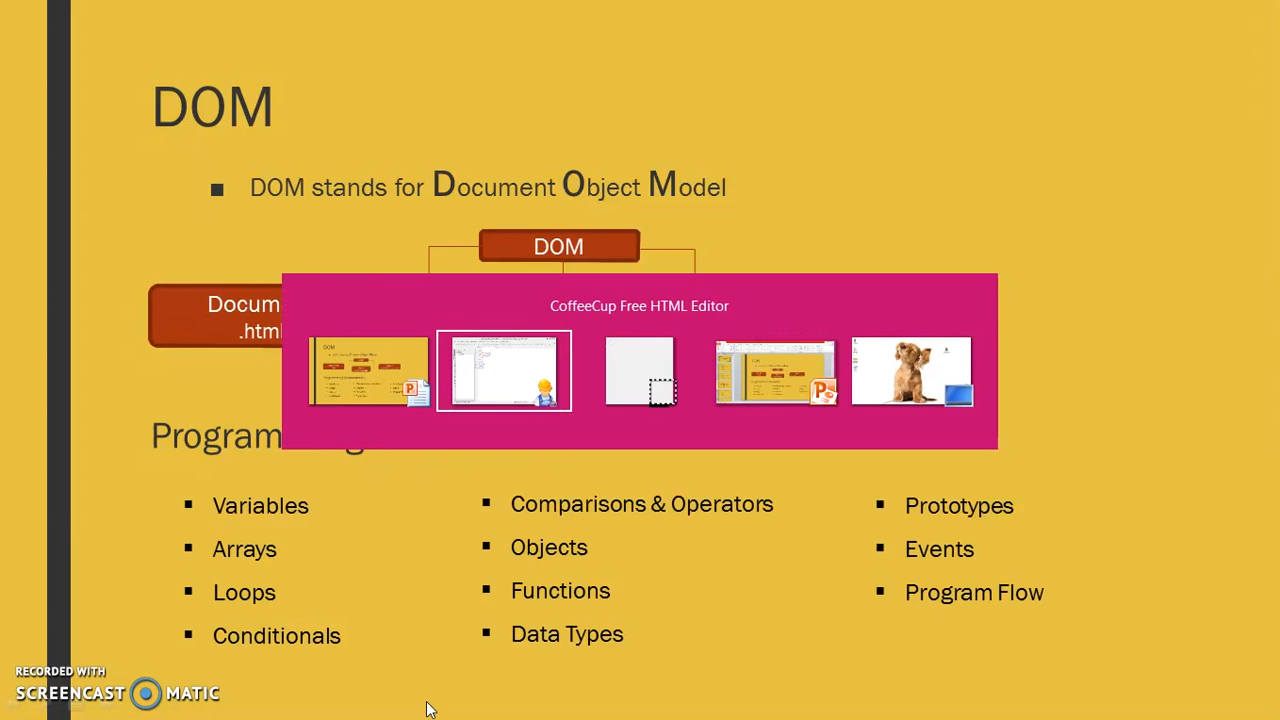 DOM
■ DOM stands for Document Object Model
DOM
Docum
.html
CoffeeCup Free HTML Editor
Program
▪ Variables
▪ Arrays
▪ Loops
▪ Conditionals
▪ Comparisons & Operators
▪ Objects
▪ Functions
▪ Data Types
▪ Prototypes
▪ Events
▪ Program Flow
RECORDED WITH
SCREENCAST MATIC